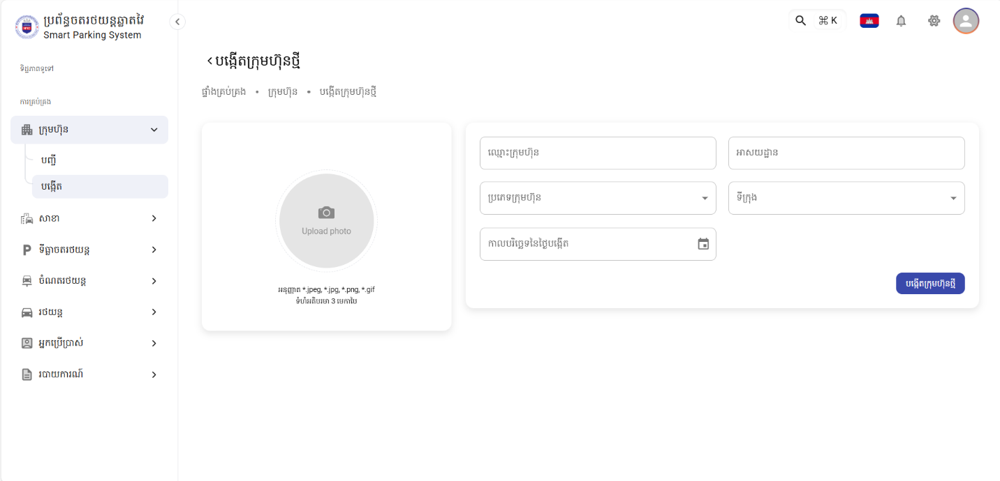 ប្រព័ន្ធចតរថយន្តឆ្លាតវៃ
Smart Parking System
⌘ K
ទិដ្ឋភាពទូទៅ
ការគ្រប់គ្រង
ក្រុមហ៊ុន
បញ្ជី
បង្កើត
សាខា
ទីធ្លាចតរថយន្ត
ចំណតរថយន្ត
រថយន្ត
អ្នកប្រើប្រាស់
របាយការណ៍
បង្កើតក្រុមហ៊ុនថ្មី
ផ្ទាំងគ្រប់គ្រង • ក្រុមហ៊ុន • បង្កើតក្រុមហ៊ុនថ្មី
Upload photo
អនុញ្ញាត *.jpeg, *.jpg, *.png, *.gif
ទំហំអតិបរមា 3 មេកាបៃ
ឈ្មោះក្រុមហ៊ុន
អាសយដ្ឋាន
ប្រភេទក្រុមហ៊ុន
ទីក្រុង
កាលបរិច្ឆេទនៃថ្ងៃបង្កើត
បង្កើតក្រុមហ៊ុនថ្មី